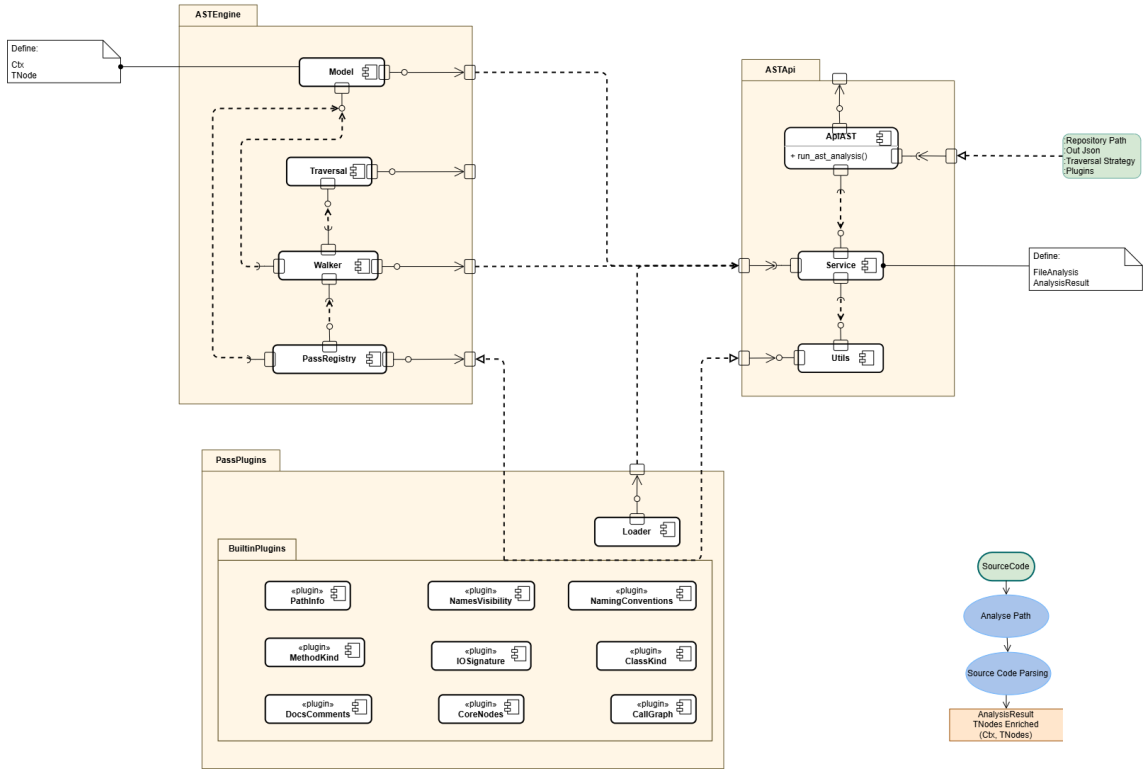 ASTEngine
Define:
Ctx
TNode
Model
Traversal
Walker
PassRegistry
ASTApi
ApiAST
+ run_ast_analysis()
:Repository Path
:Out Json
:Traversal Strategy
:Plugins
Service
Define:
FileAnalysis
AnalysisResult
Utils
PassPlugins
Loader
BuiltinPlugins
«plugin»
PathInfo
«plugin»
NamesVisibility
«plugin»
NamingConventions
«plugin»
MethodKind
«plugin»
IOSignature
«plugin»
ClassKind
«plugin»
DocsComments
«plugin»
CoreNodes
«plugin»
CallGraph
SourceCode
Analyse Path
Source Code Parsing
AnalysisResult
TNodes Enriched
(Ctx, TNodes)